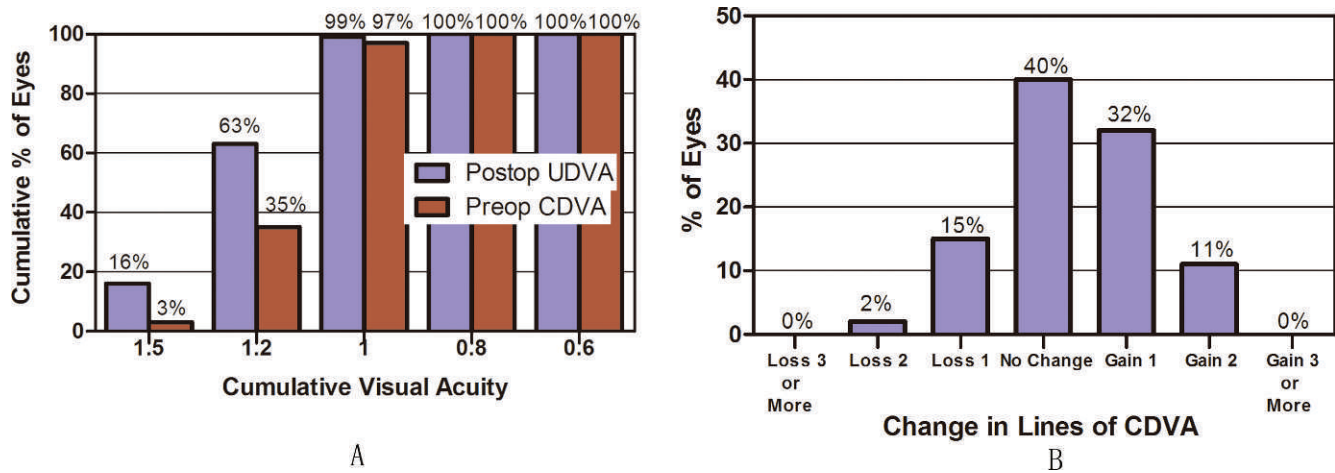 Cumulative % of Eyes
100
80
60
40
20
0
16%
3%
63%
35%
99% 97%
100% 100%
100% 100%
Postop UDVA
Preop CDVA
1.5 1.2 1 0.8 0.6
Cumulative Visual Acuity
A
% of Eyes
50
40
30
20
10
0
0%
2%
15%
40%
32%
11%
0%
Loss 3 or More
Loss 2
Loss 1
No Change
Gain 1
Gain 2
Gain 3 or More
Change in Lines of CDVA
B